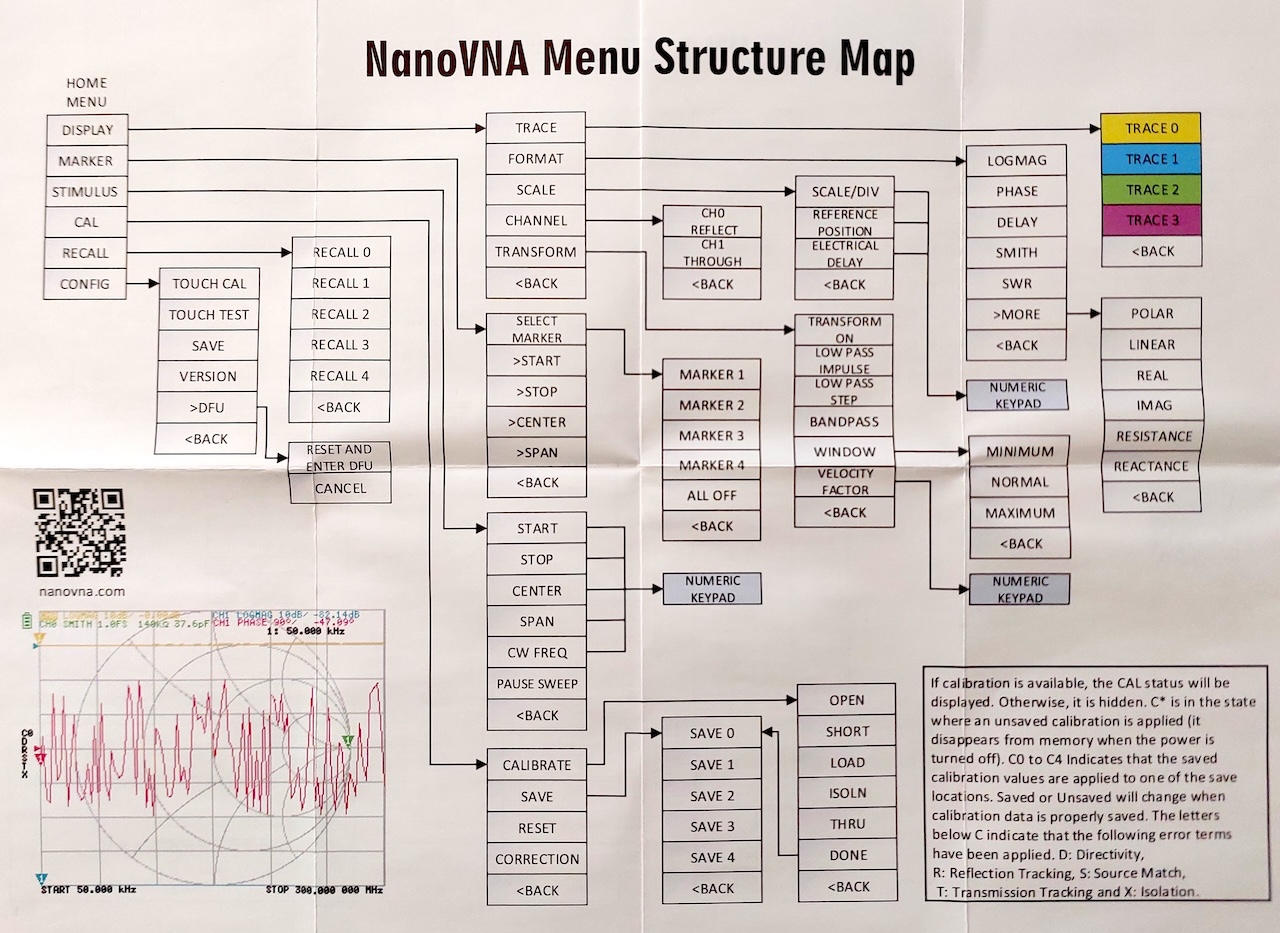 NanoVNA Menu Structure Map
HOME
MENU
DISPLAY
MARKER
STIMULUS
CAL
RECALL
CONFIG
TOUCH CAL
TOUCH TEST
SAVE
VERSION
>DFU
<BACK
RECALL 0
RECALL 1
RECALL 2
RECALL 3
RECALL 4
<BACK
RESET AND
ENTER DFU
CANCEL
TRACE
FORMAT
SCALE
CHANNEL
TRANSFORM
<BACK
SELECT
MARKER
>START
>STOP
>CENTER
>SPAN
<BACK
START
STOP
CENTER
SPAN
CW FREQ
PAUSE SWEEP
<BACK
CALIBRATE
SAVE
RESET
CORRECTION
<BACK
CH0
REFLECT
CH1
THROUGH
<BACK
MARKER 1
MARKER 2
MARKER 3
MARKER 4
ALL OFF
<BACK
NUMERIC
KEYPAD
SAVE 0
SAVE 1
SAVE 2
SAVE 3
SAVE 4
<BACK
SCALE/DIV
REFERENCE
POSITION
ELECTRICAL
DELAY
<BACK
TRANSFORM
ON
LOW PASS
IMPULSE
LOW PASS
STEP
BANDPASS
WINDOW
VELOCITY
FACTOR
<BACK
OPEN
SHORT
LOAD
ISOLN
THRU
DONE
<BACK
LOGMAG
PHASE
DELAY
SMITH
SWR
>MORE
<BACK
NUMERIC
KEYPAD
MINIMUM
NORMAL
MAXIMUM
<BACK
NUMERIC
KEYPAD
TRACE 0
TRACE 1
TRACE 2
TRACE 3
<BACK
POLAR
LINEAR
REAL
IMAG
RESISTANCE
REACTANCE
<BACK
nanovna.com
LOGMAG 10dB/
CH1 LOGMAG 10dB/ -82.14dB
CH0 SMITH 1.0FS 140kΩ 37.6pF
CH1 PHASE 90°/ -47.09°
1: 50.000 kHz
C0
D
R
S
T
X
START 50.000 kHz
STOP 300.000 000 MHz
If calibration is available, the CAL status will be
displayed. Otherwise, it is hidden. C* is in the state
where an unsaved calibration is applied (it
disappears from memory when the power is
turned off). C0 to C4 Indicates that the saved
calibration values are applied to one of the save
locations. Saved or Unsaved will change when
calibration data is properly saved. The letters
below C indicate that the following error terms
have been applied. D: Directivity,
R: Reflection Tracking, S: Source Match,
T: Transmission Tracking and X: Isolation.